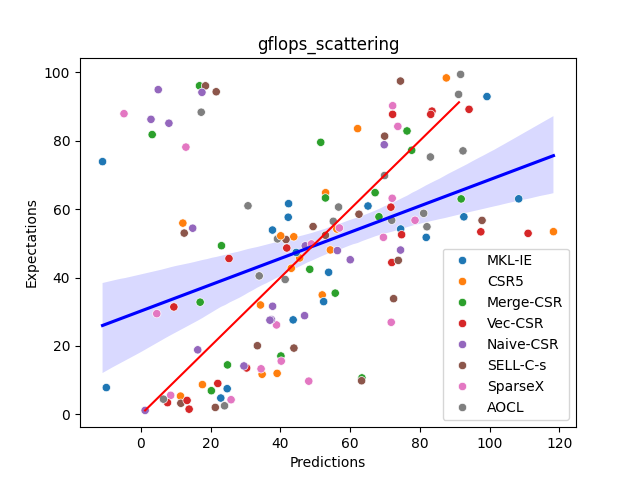 gflops_scattering
Expectations
100
80
60
40
20
0
0 20 40 60 80 100 120
Predictions
MKL-IE
CSR5
Merge-CSR
Vec-CSR
Naive-CSR
SELL-C-s
SparseX
AOCL